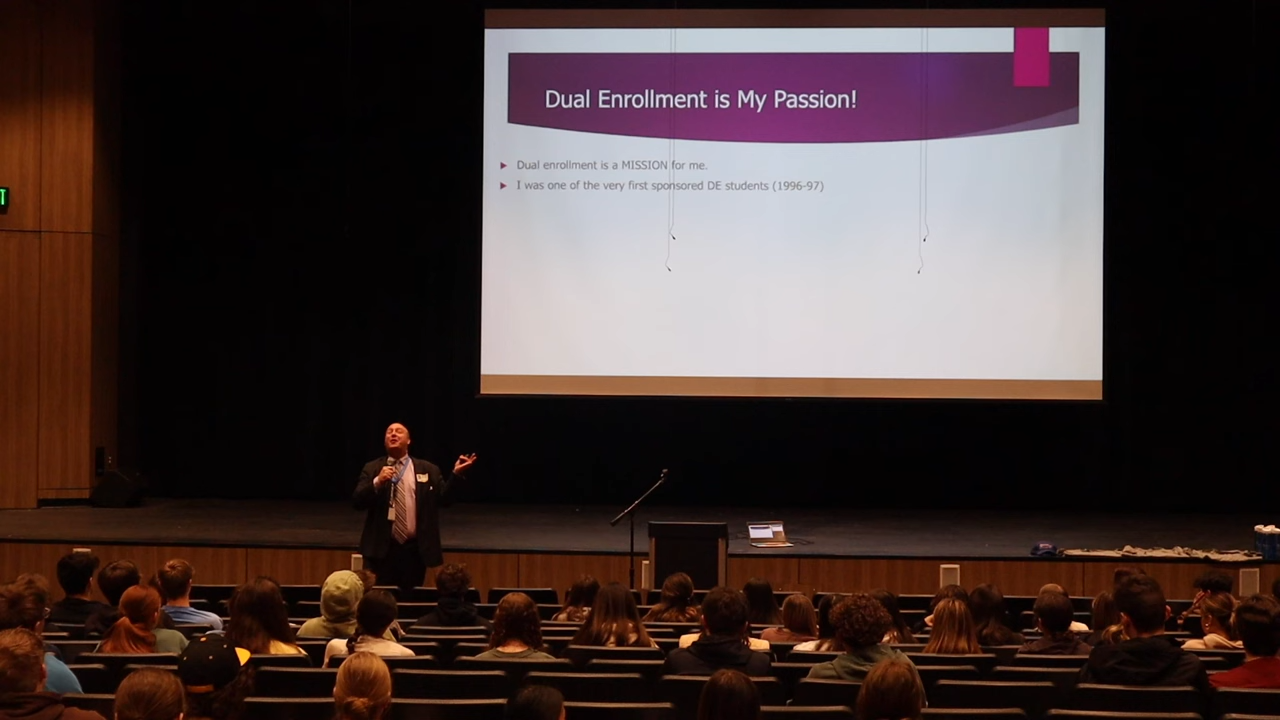 Dual Enrollment is My Passion!
Dual enrollment is a MISSION for me.
I was one of the very first sponsored DE students (1996-97)